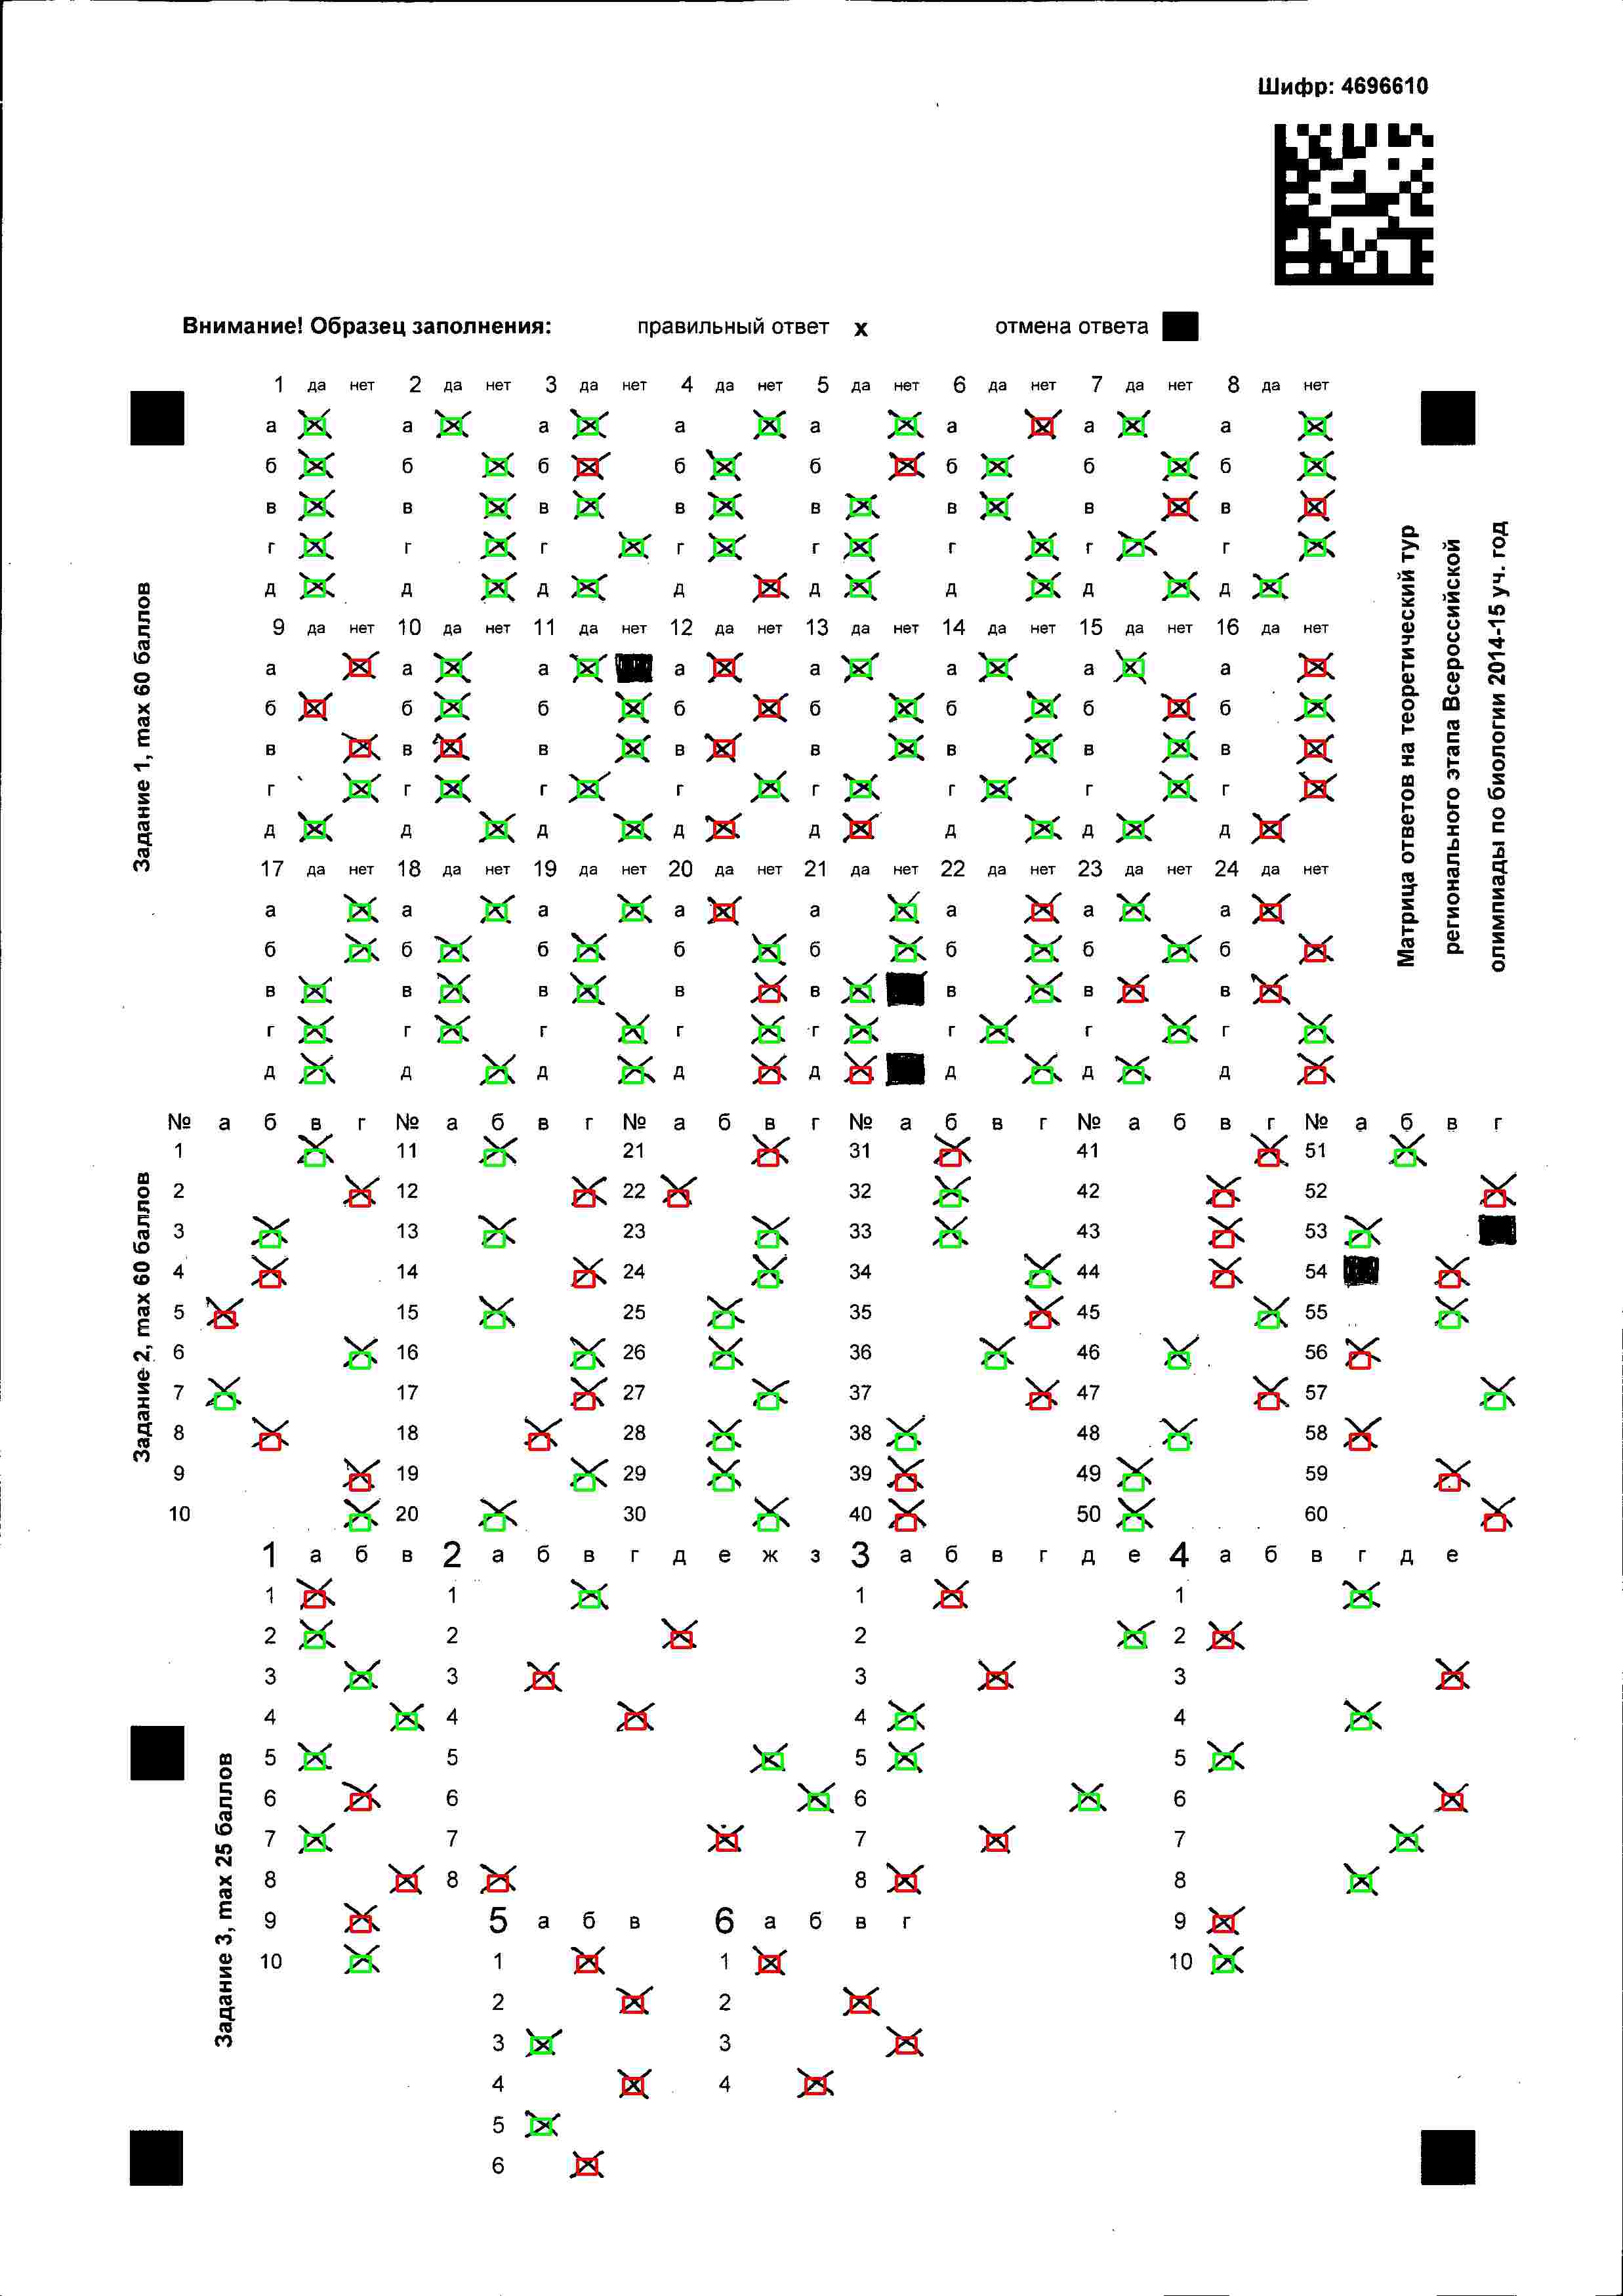 Шифр: 4696610
Внимание! Образец заполнения: правильный ответ х отмена ответа
1 да нет 2 да нет 3 да нет 4 да нет 5 да нет 6 да нет 7 да нет 8 да нет
а а а а а а а а
б б б б б б б б
в в в в в в в в
г г г г г г г г
д д д д д д д д
9 да нет 10 да нет 11 да нет 12 да нет 13 да нет 14 да нет 15 да нет 16 да нет
а а а а а а а а
б б б б б б б б
в в в в в в в в
г г г г г г г г
д д д д д д д д
17 да нет 18 да нет 19 да нет 20 да нет 21 да нет 22 да нет 23 да нет 24 да нет
а а а а а а а а
б б б б б б б б
в в в в в в в в
г г г г г г г г
д д д д д д д д
Задание 1, max 60 баллов
Матрица ответов на теоретический тур
регионального этапа Всероссийской
олимпиады по биологии 2014-15 уч. год
№ а б в г № а б в г № а б в г № а б в г № а б в г № а б в г
1 11 21 31 41 51
2 12 22 32 42 52
3 13 23 33 43 53
4 14 24 34 44 54
5 15 25 35 45 55
6 16 26 36 46 56
7 17 27 37 47 57
8 18 28 38 48 58
9 19 29 39 49 59
10 20 30 40 50 60
Задание 2, max 60 баллов
1 а б в 2 а б в г д е ж з 3 а б в г д е 4 а б в г д е
1 1 1 1
2 2 2 2
3 3 3 3
4 4 4 4
5 5 5 5
6 6 6 6
7 7 7 7
8 8 8 8
9 5 а б в 6 а б в г 9
10 1 1 10
2 2
3 3
4 4
5
6
Задание 3, max 25 баллов